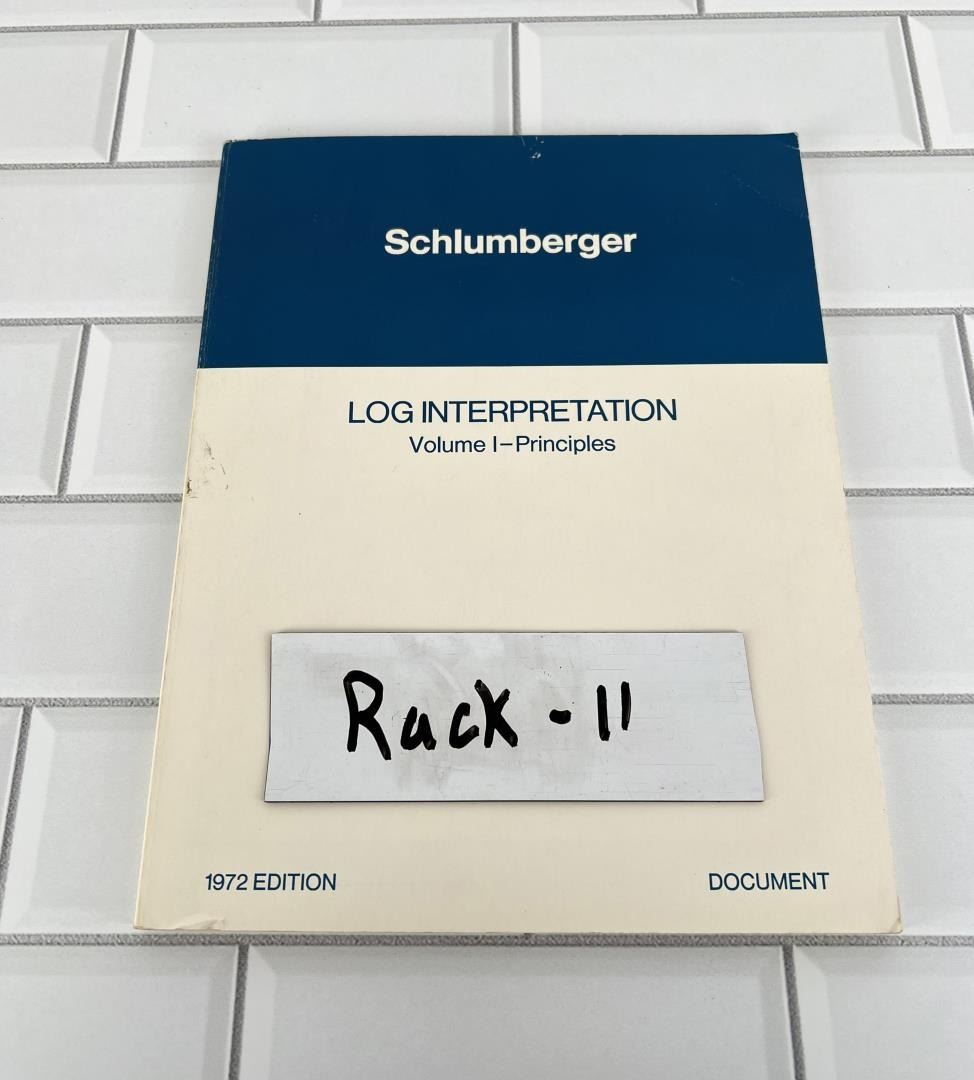 Schlumberger
LOG INTERPRETATION
Volume I–Principles
Rack - 11
1972 EDITION
DOCUMENT